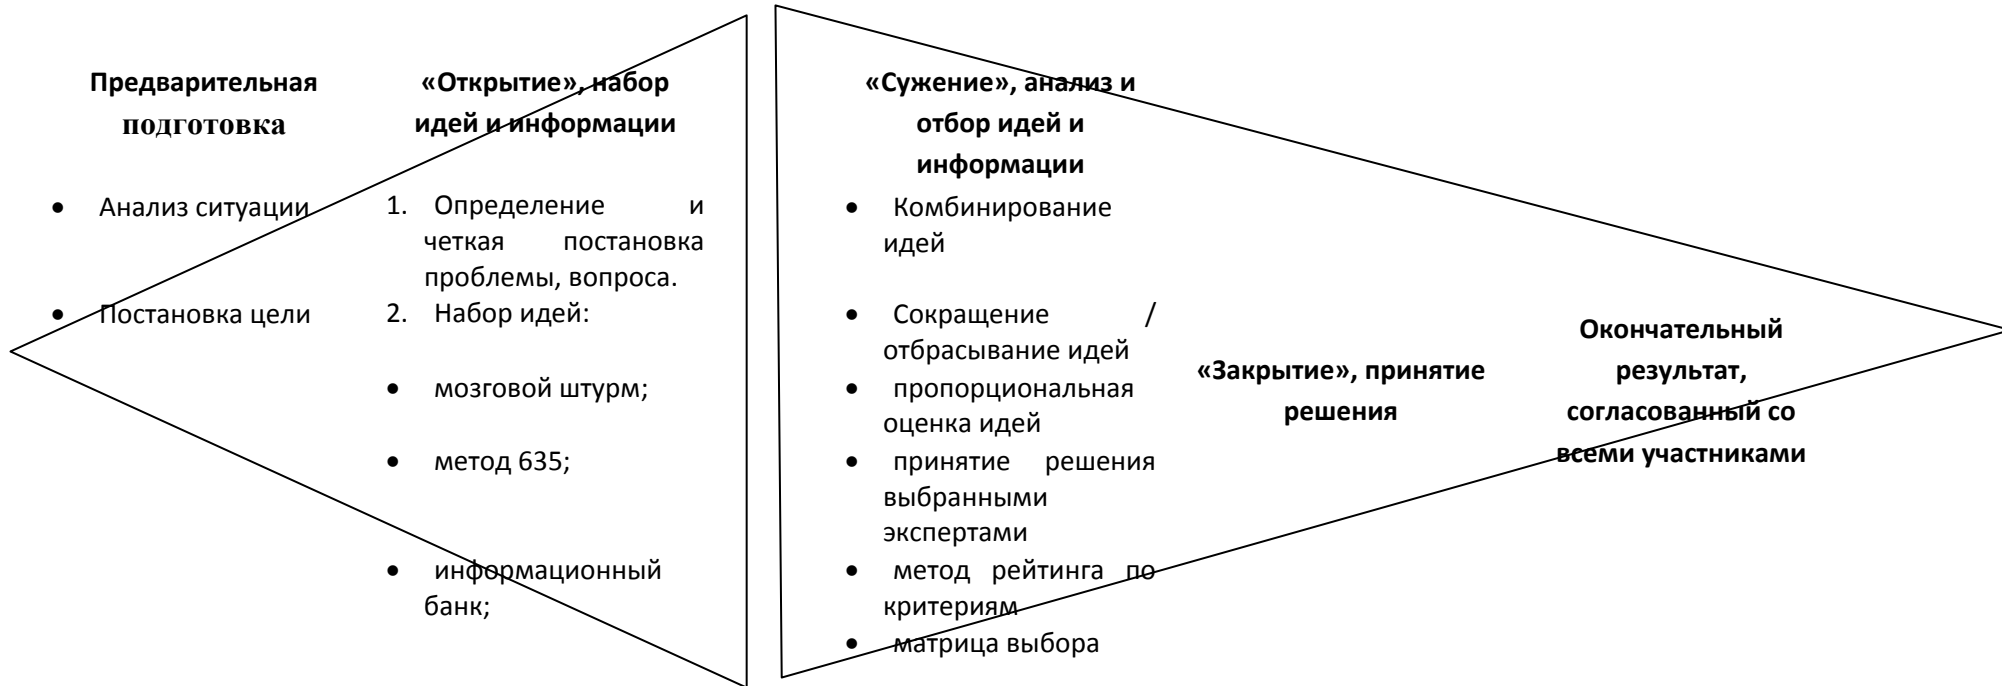 Предварительная
подготовка
• Анализ ситуации
• Постановка цели
«Открытие», набор
идей и информации
1. Определение и
четкая постановка
проблемы, вопроса.
2. Набор идей:
• мозговой штурм;
• метод 635;
• информационный
банк;
«Сужение», анализ и
отбор идей и
информации
• Комбинирование
идей
• Сокращение /
отбрасывание идей
• пропорциональная
оценка идей
• принятие решения
выбранными
экспертами
• метод рейтинга по
критериям
• матрица выбора
«Закрытие», принятие
решения
Окончательный
результат,
согласованный со
всеми участниками